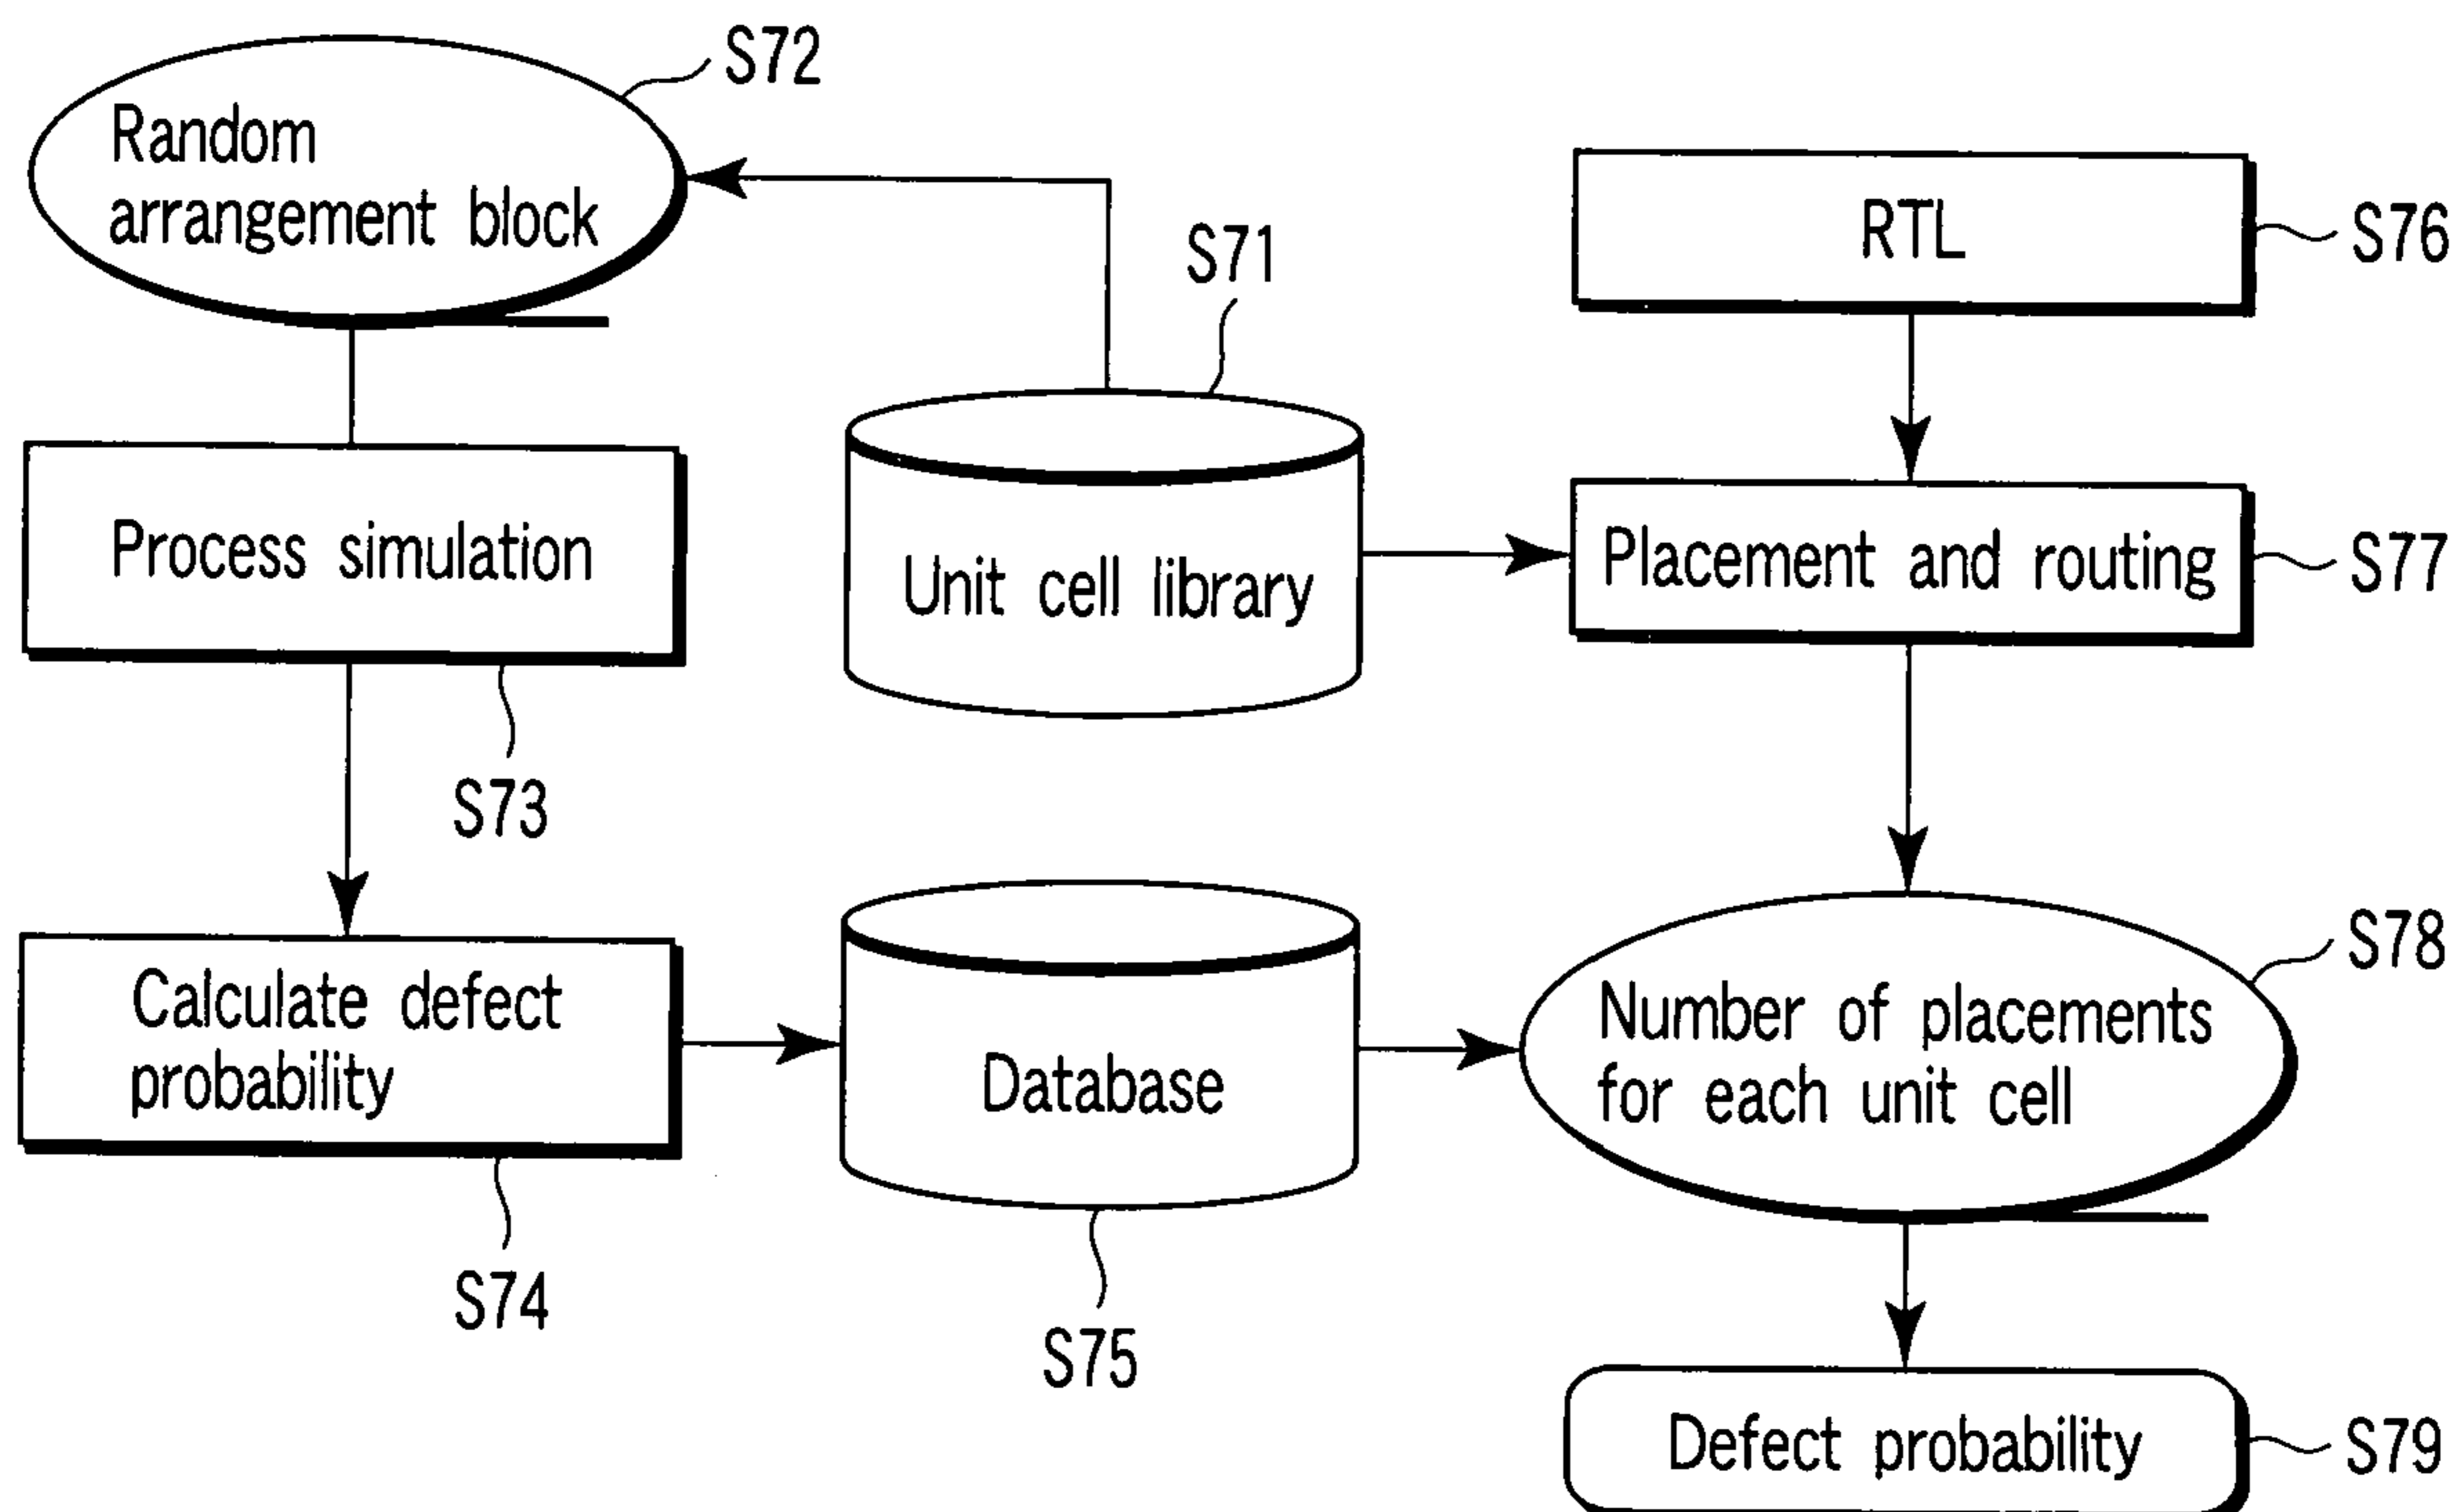 S72
Random
arrangement block
S71
RTL
S76
Process simulation
S73
Unit cell library
Placement and routing
S77
Calculate defect
probability
S74
Database
S75
Number of placements
for each unit cell
S78
Defect probability
S79